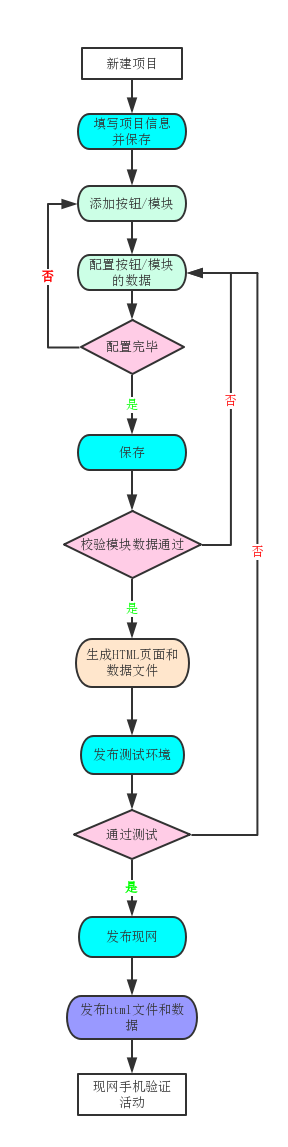 新建项目
填写项目信息
并保存
添加按钮/模块
配置按钮/模块
的数据
否
配置完毕
是
否
保存
校验模块数据通过
否
是
生成HTML页面和
数据文件
发布测试环境
通过测试
是
发布现网
发布html文件和数
据
现网手机验证
活动